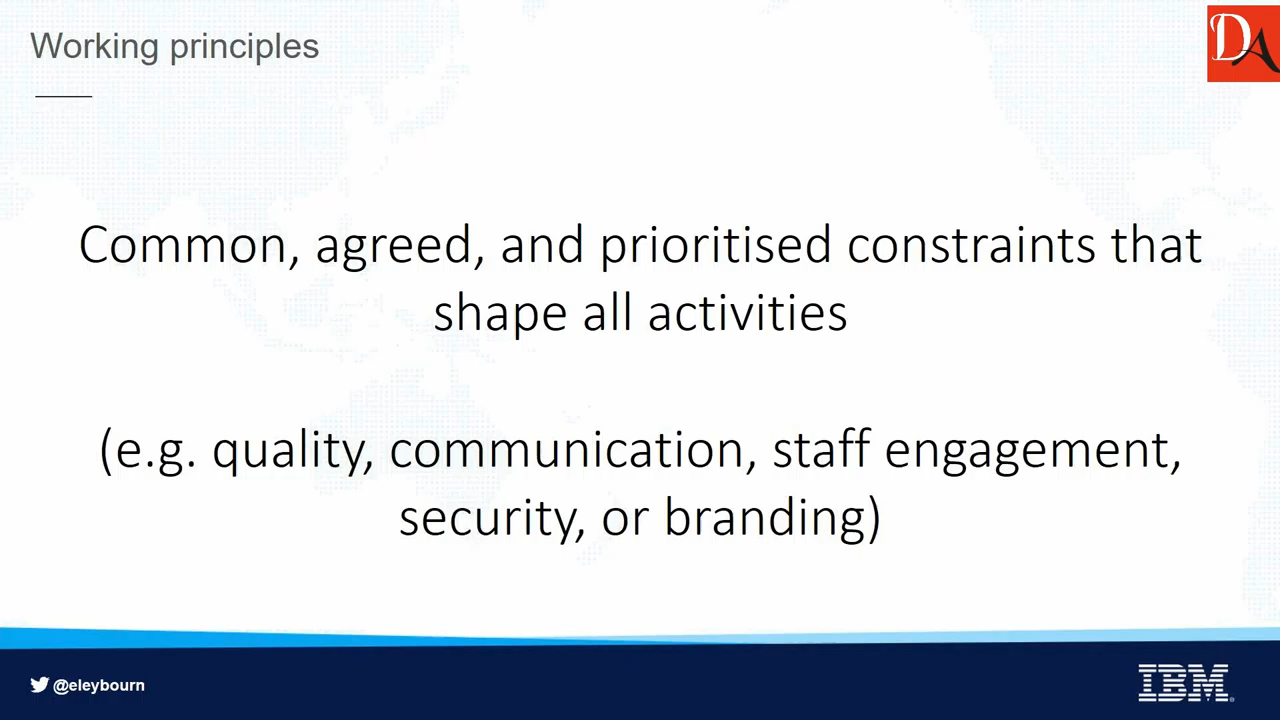 Working principles
DA
Common, agreed, and prioritised constraints that
shape all activities
(e.g. quality, communication, staff engagement,
security, or branding)
@eleybourn
IBM®